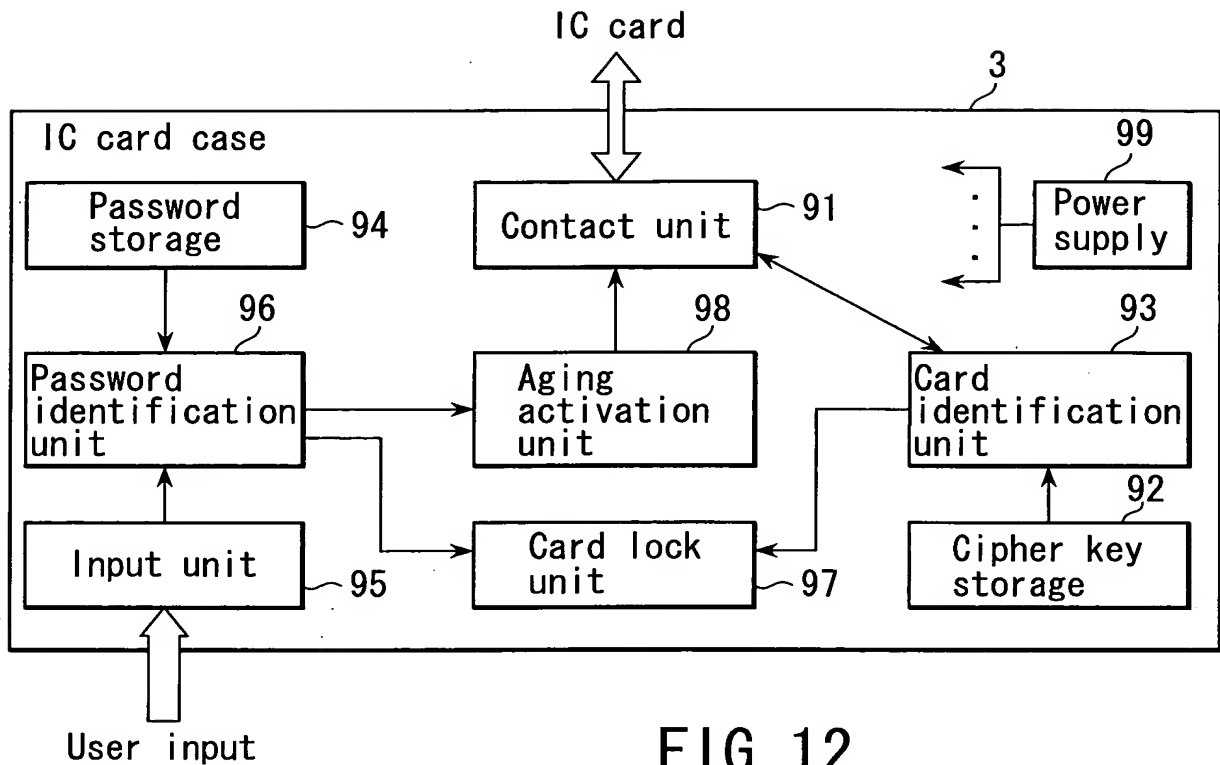 IC card
3
IC card case
Password
storage
94
Contact unit
91
99
Power
supply
96
Password
identification
unit
98
Aging
activation
unit
93
Card
identification
unit
Input unit
95
Card lock
unit
97
92
Cipher key
storage
User input
FIG. 12